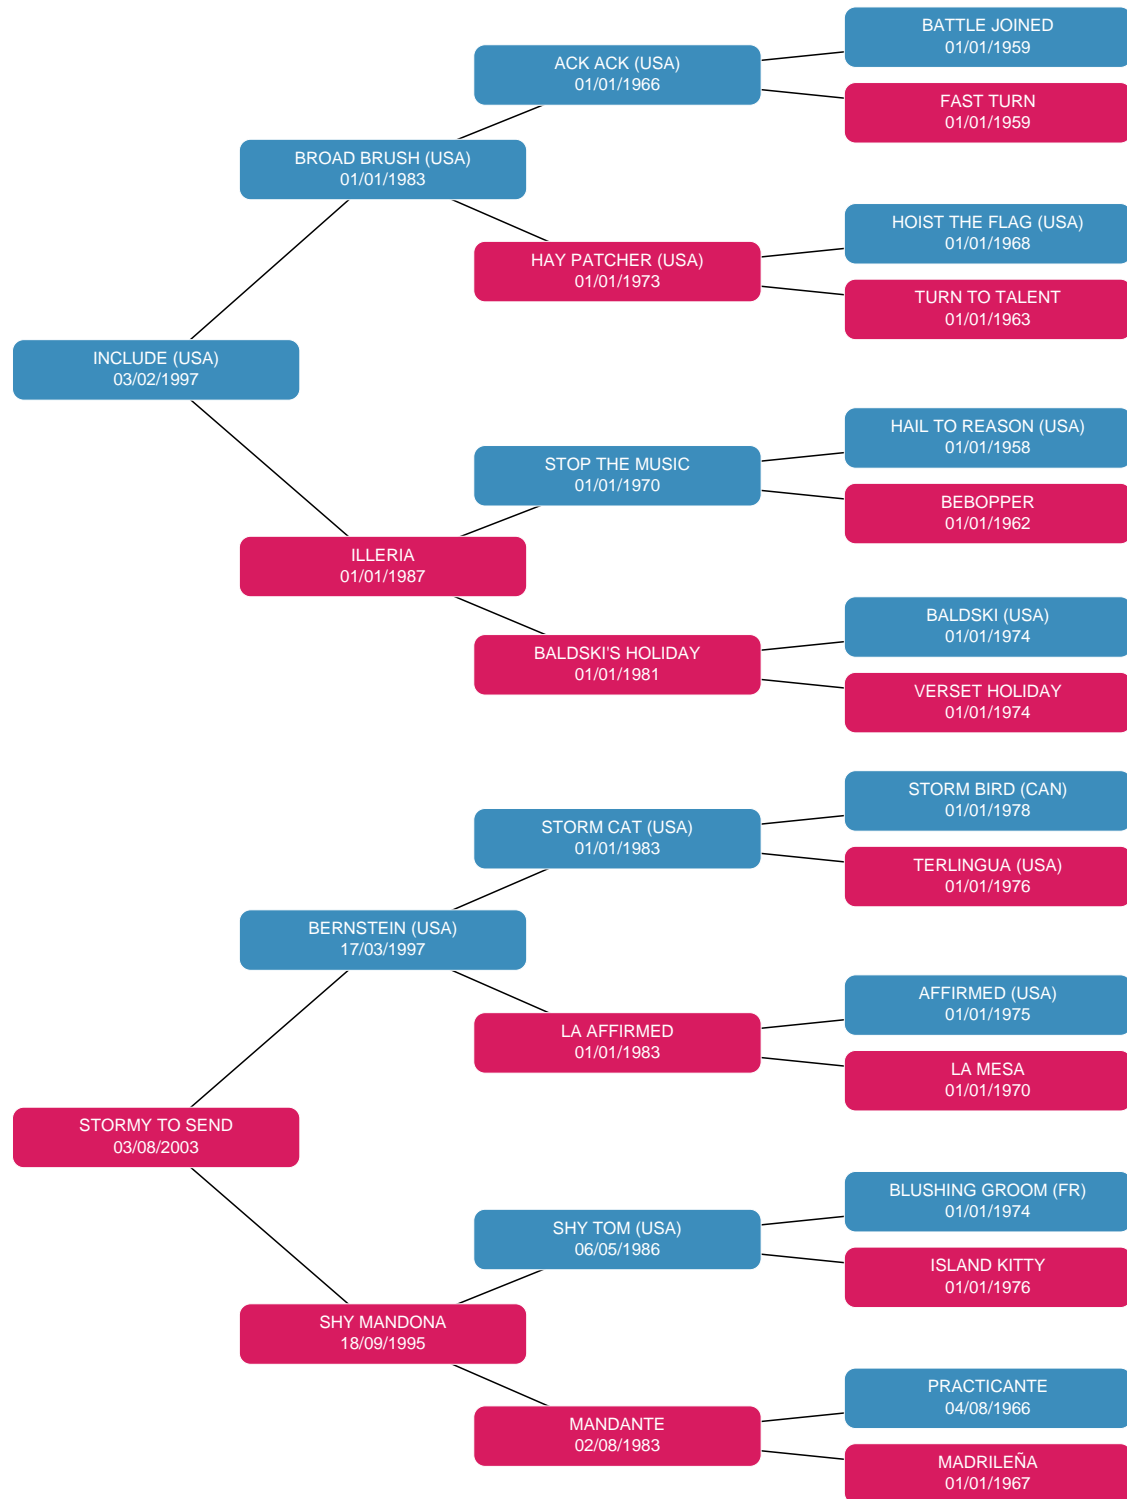 BATTLE JOINED
01/01/1959
ACK ACK (USA)
01/01/1966
FAST TURN
01/01/1959
BROAD BRUSH (USA)
01/01/1983
HOIST THE FLAG (USA)
01/01/1968
HAY PATCHER (USA)
01/01/1973
TURN TO TALENT
01/01/1963
INCLUDE (USA)
03/02/1997
HAIL TO REASON (USA)
01/01/1958
STOP THE MUSIC
01/01/1970
BEBOPPER
01/01/1962
ILLERIA
01/01/1987
BALDSKI (USA)
01/01/1974
BALDSKI'S HOLIDAY
01/01/1981
VERSET HOLIDAY
01/01/1974
STORM BIRD (CAN)
01/01/1978
STORM CAT (USA)
01/01/1983
TERLINGUA (USA)
01/01/1976
BERNSTEIN (USA)
17/03/1997
AFFIRMED (USA)
01/01/1975
LA AFFIRMED
01/01/1983
LA MESA
01/01/1970
STORMY TO SEND
03/08/2003
BLUSHING GROOM (FR)
01/01/1974
SHY TOM (USA)
06/05/1986
ISLAND KITTY
01/01/1976
SHY MANDONA
18/09/1995
PRACTICANTE
04/08/1966
MANDANTE
02/08/1983
MADRILEÑA
01/01/1967